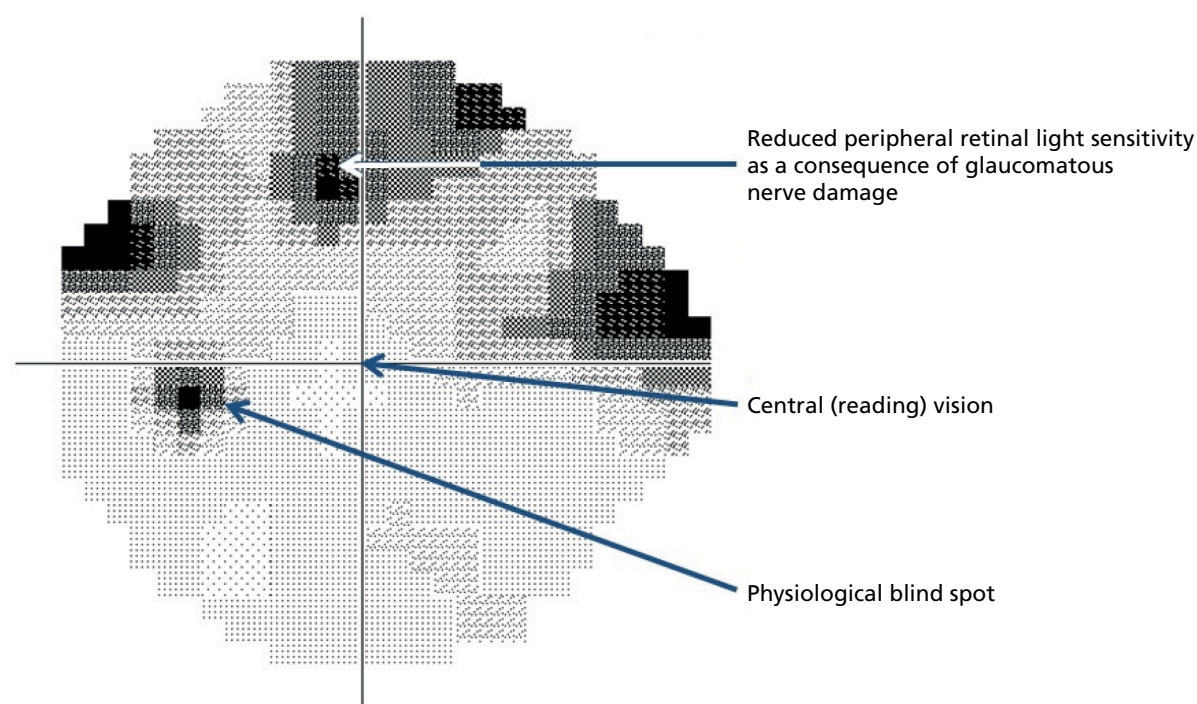 Reduced peripheral retinal light sensitivity
as a consequence of glaucomatous
nerve damage
Central (reading) vision
Physiological blind spot